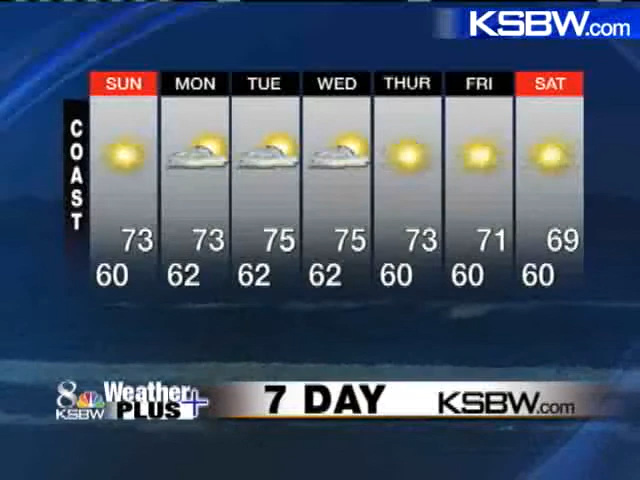 KSBW.com
SUN MON TUE WED THUR FRI SAT
COAST
73 73 75 75 73 71 69
60 62 62 62 60 60 60
8 KSBW Weather PLUS+ 7 DAY KSBW.com